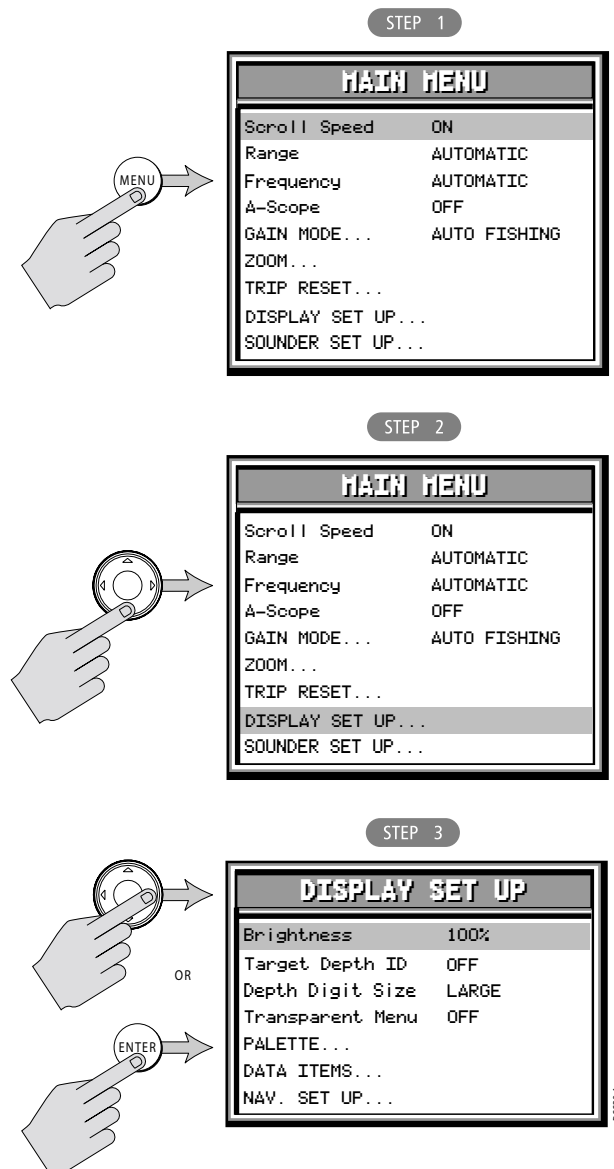 STEP 1
MAIN MENU
Scroll Speed ON
Range AUTOMATIC
MENU
Frequency AUTOMATIC
A-Scope OFF
GAIN MODE... AUTO FISHING
ZOOM...
TRIP RESET...
DISPLAY SET UP...
SOUNDER SET UP...
STEP 2
MAIN MENU
Scroll Speed ON
Range AUTOMATIC
Frequency AUTOMATIC
A-Scope OFF
GAIN MODE... AUTO FISHING
ZOOM...
TRIP RESET...
DISPLAY SET UP...
SOUNDER SET UP...
STEP 3
DISPLAY SET UP
Brightness 100%
Target Depth ID OFF
OR
Depth Digit Size LARGE
Transparent Menu OFF
ENTER
PALETTE...
DATA ITEMS...
NAV. SET UP...